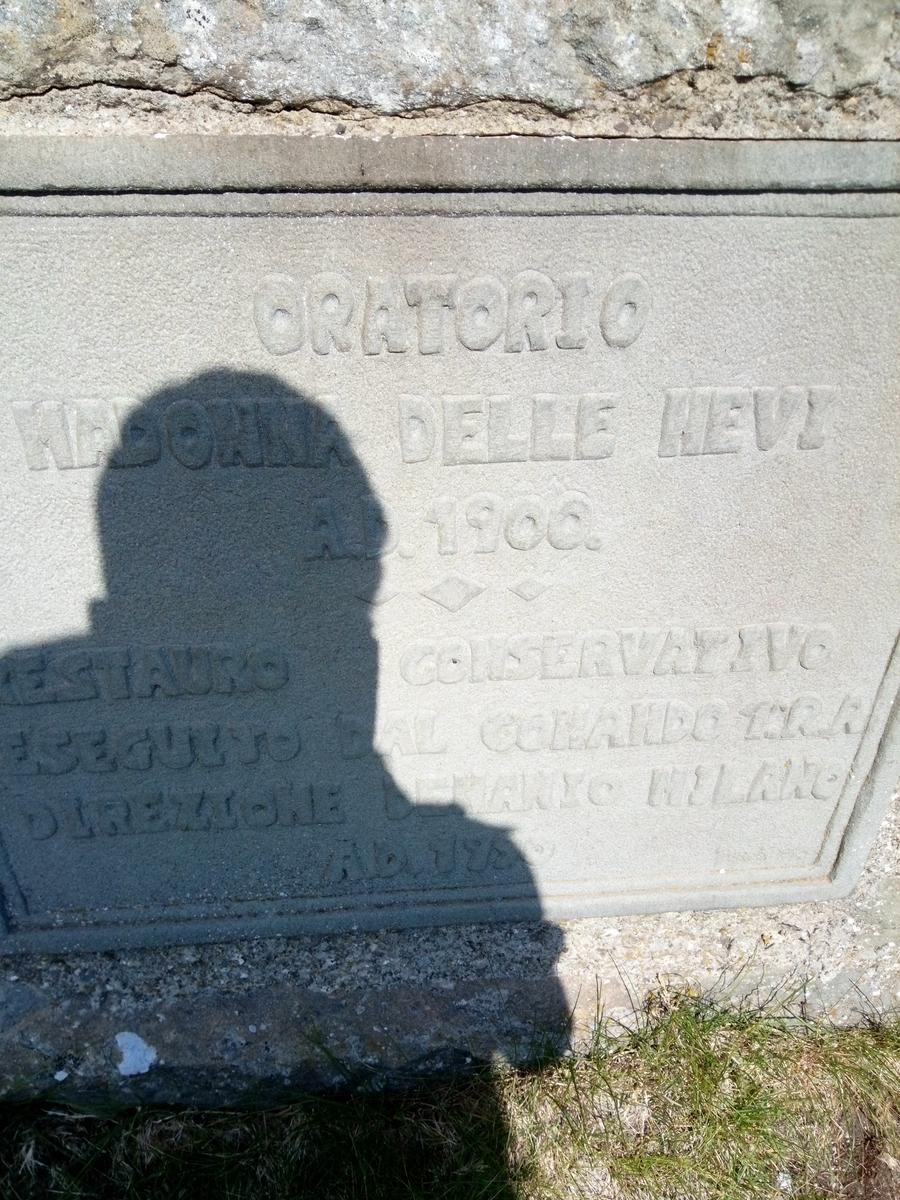 ORATORIO
MADONNA DELLE NEVI
A.D. 1900.
RESTAURO CONSERVATIVO
ESEGUITO DAL COMANDO
DIREZIONE DEMANIO MILANO
A.D.